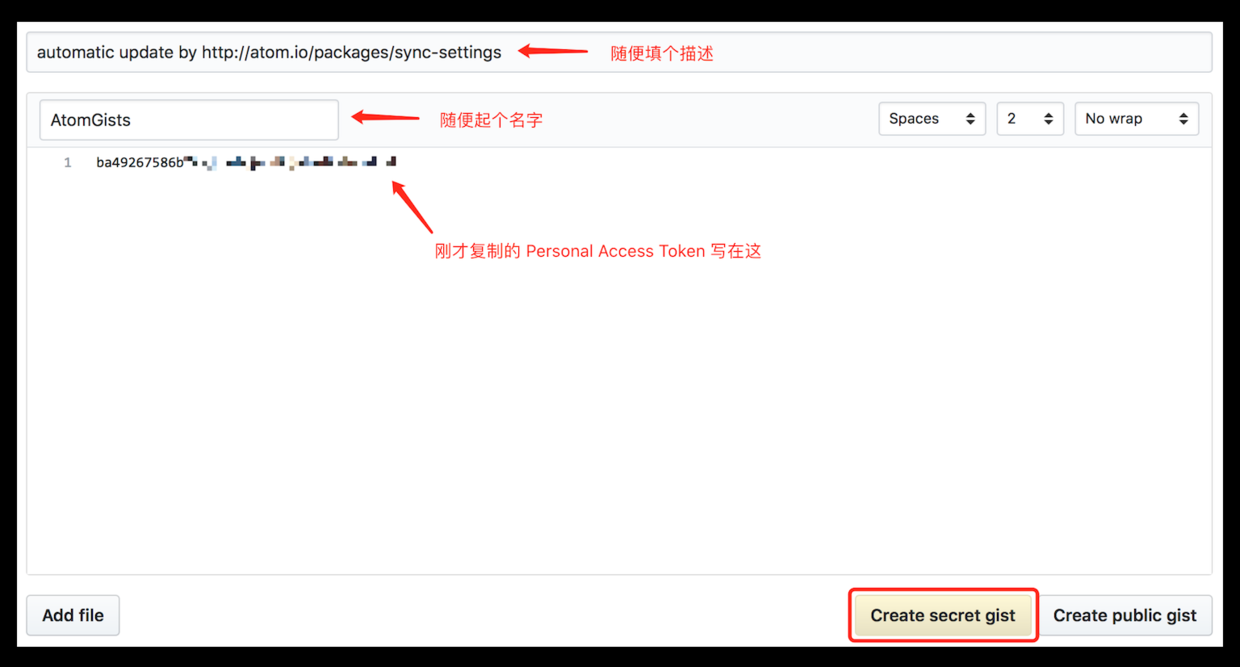 automatic update by http://atom.io/packages/sync-settings
随便填个描述
AtomGists
随便起个名字
Spaces
2
No wrap
1
ba49267586b
刚才复制的 Personal Access Token 写在这
Add file
Create secret gist
Create public gist